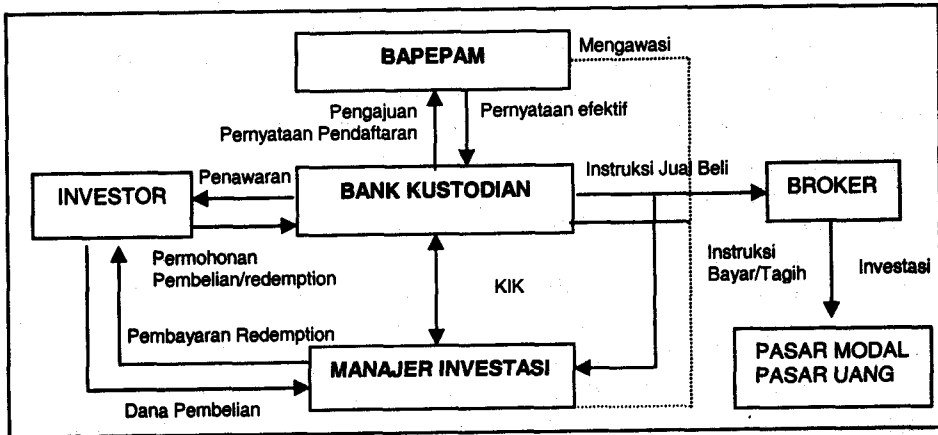 BAPEPAM
Mengawasi
Pengajuan
Pernyataan Pendaftaran
Pernyataan efektif
INVESTOR
Penawaran
BANK KUSTODIAN
Instruksi Jual Beli
BROKER
Permohonan
Pembelian/redemption
KIK
Instruksi
Bayar/Tagih
Investasi
Pembayaran Redemption
MANAJER INVESTASI
PASAR MODAL
PASAR UANG
Dana Pembelian